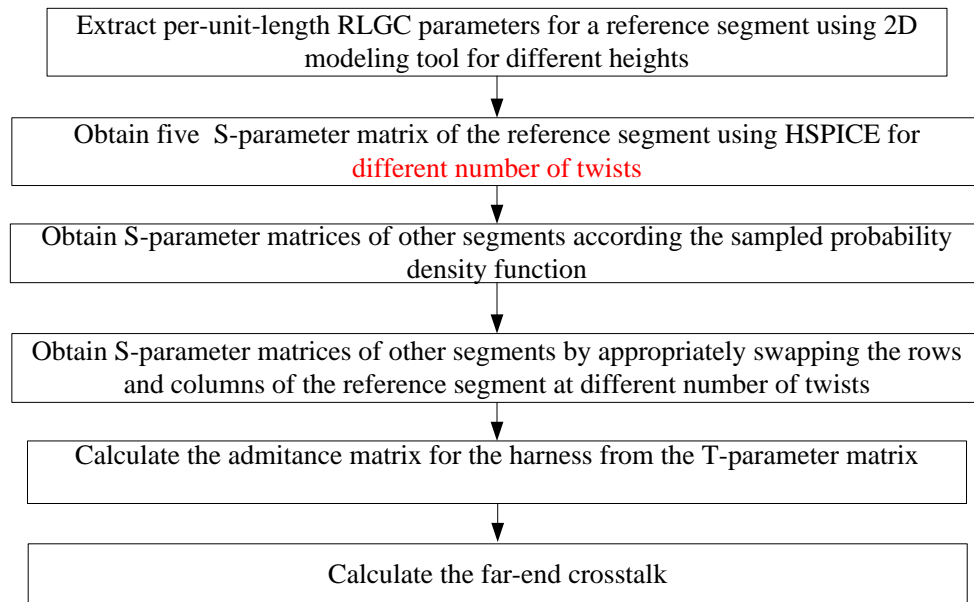 Extract per-unit-length RLGC parameters for a reference segment using 2D
modeling tool for different heights
Obtain five S-parameter matrix of the reference segment using HSPICE for
different number of twists
Obtain S-parameter matrices of other segments according the sampled probability
density function
Obtain S-parameter matrices of other segments by appropriately swapping the rows
and columns of the reference segment at different number of twists
Calculate the admitance matrix for the harness from the T-parameter matrix
Calculate the far-end crosstalk